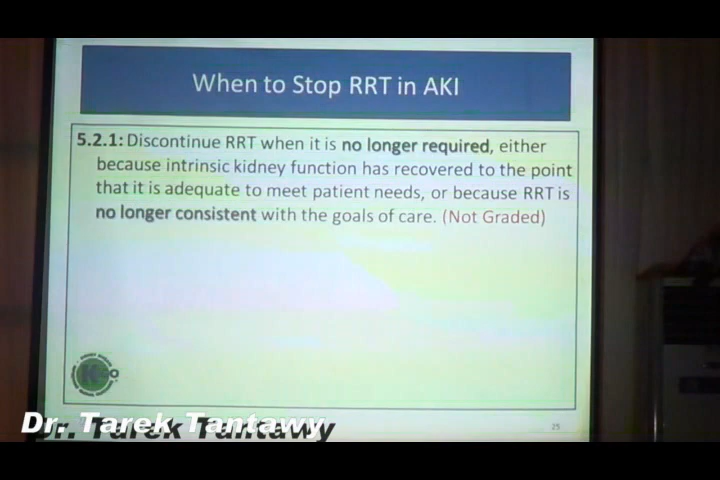 When to Stop RRT in AKI
5.2.1: Discontinue RRT when it is no longer required, either
because intrinsic kidney function has recovered to the point
that it is adequate to meet patient needs, or because RRT is
no longer consistent with the goals of care. (Not Graded)
Dr. Tarek Tantawy
25